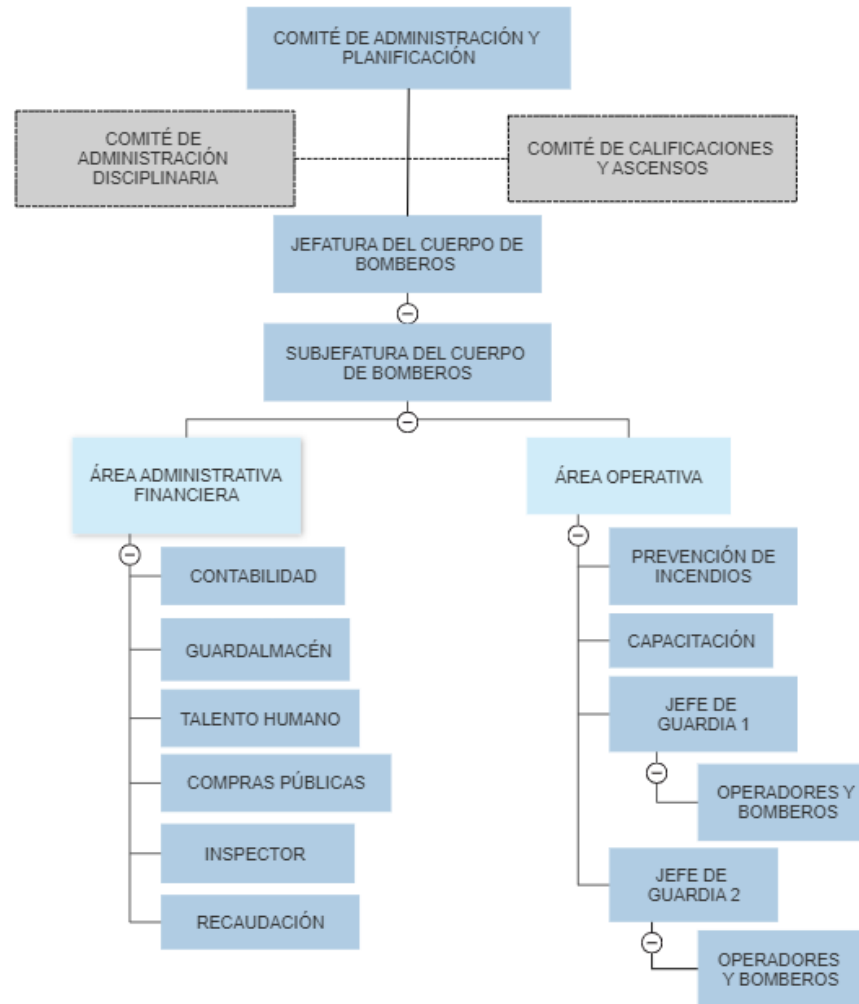 COMITÉ DE ADMINISTRACIÓN Y
PLANIFICACIÓN
COMITÉ DE
ADMINISTRACIÓN
DISCIPLINARIA
COMITÉ DE CALIFICACIONES
Y ASCENSOS
JEFATURA DEL CUERPO DE
BOMBEROS
SUBJEFATURA DEL CUERPO
DE BOMBEROS
ÁREA ADMINISTRATIVA
FINANCIERA
CONTABILIDAD
GUARDALMACÉN
TALENTO HUMANO
COMPRAS PÚBLICAS
INSPECTOR
RECAUDACIÓN
ÁREA OPERATIVA
PREVENCIÓN DE
INCENDIOS
CAPACITACIÓN
JEFE DE
GUARDIA 1
OPERADORES Y
BOMBEROS
JEFE DE
GUARDIA 2
OPERADORES
Y BOMBEROS